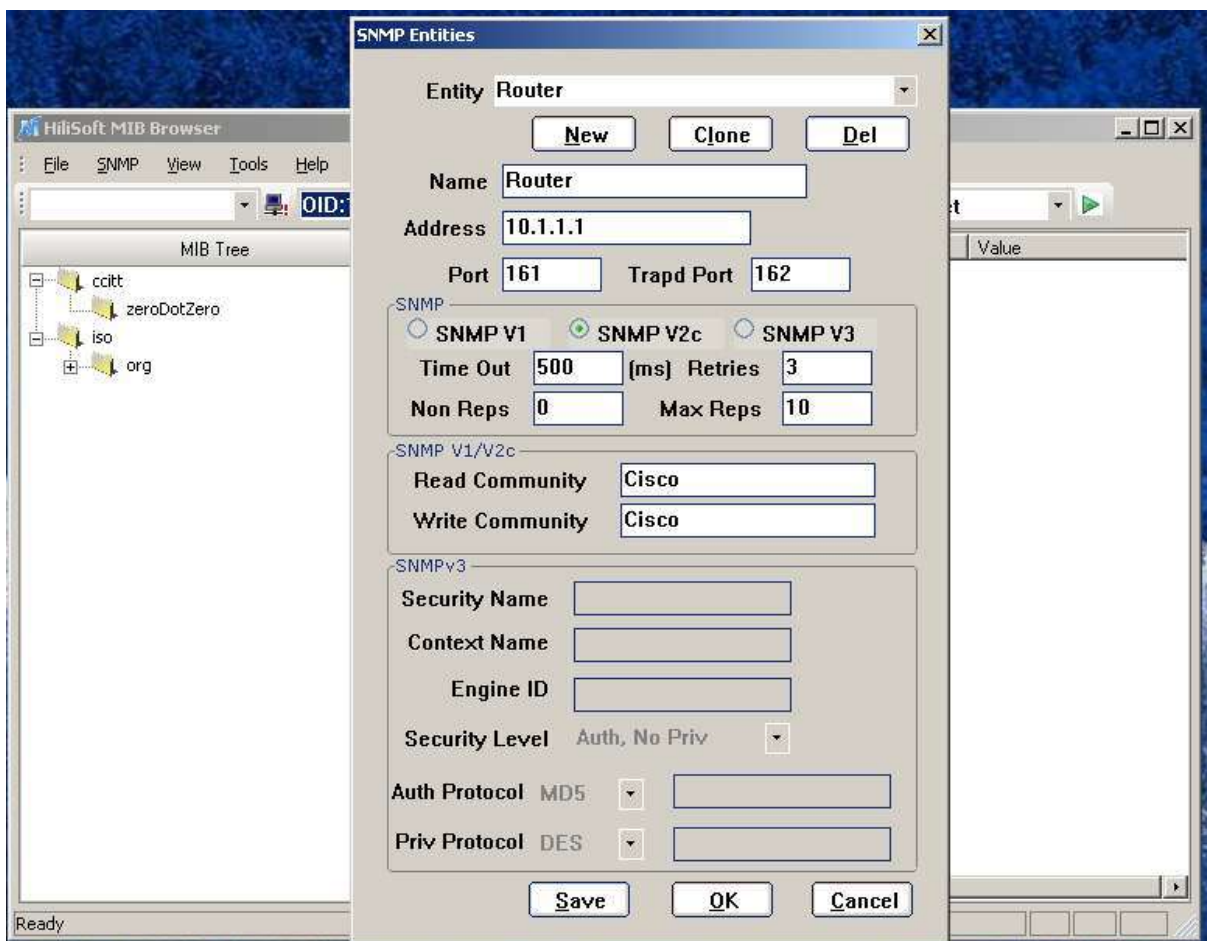 SNMP Entities
Entity Router
New Clone Del
HiliSoft MIB Browser
File SNMP View Tools Help
Name Router
OID:
Address 10.1.1.1
MIB Tree
Value
Port 161 Trapd Port 162
ccitt
zeroDotZero
iso
org
SNMP
SNMP V1 SNMP V2c SNMP V3
Time Out 500 (ms) Retries 3
Non Reps 0 Max Reps 10
SNMP V1/V2c
Read Community Cisco
Write Community Cisco
SNMPv3
Security Name
Context Name
Engine ID
Security Level Auth, No Priv
Auth Protocol MD5
Priv Protocol DES
Save OK Cancel
Ready